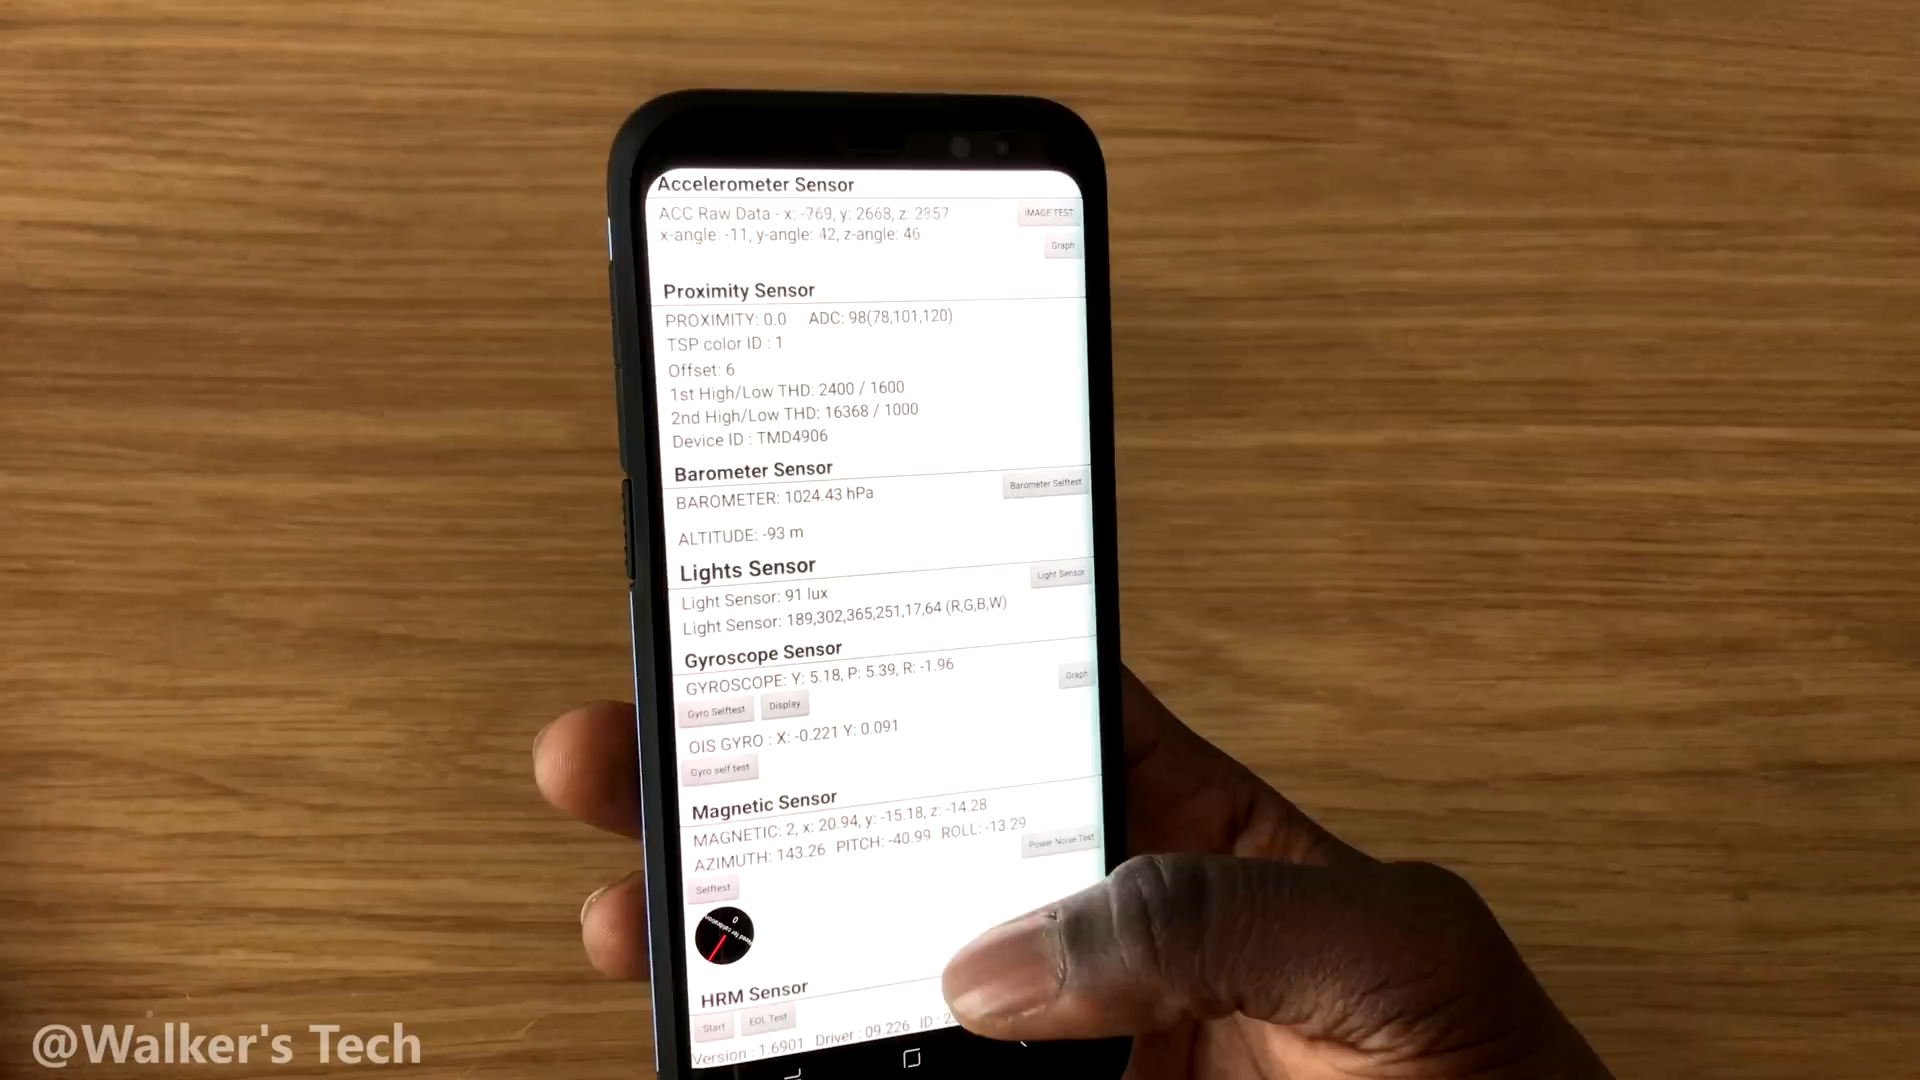 Accelerometer Sensor
ACC Raw Data - x: -769, y: 2668, z: 2857
IMAGE TEST
x-angle: -11, y-angle: 42, z-angle: 46
Graph
Proximity Sensor
PROXIMITY: 0.0 ADC: 98(78,101,120)
TSP color ID : 1
Offset: 6
1st High/Low THD: 2400 / 1600
2nd High/Low THD: 16368 / 1000
Device ID : TMD4906
Barometer Sensor
BAROMETER: 1024.43 hPa
Barometer Selftest
ALTITUDE: -93 m
Lights Sensor
Light Sensor: 91 lux
Light Sensor
Light Sensor: 189,302,365,251,17,64 (R,G,B,W)
Gyroscope Sensor
GYROSCOPE: Y: 5.18, P: 5.39, R: -1.96
Graph
Gyro Selftest Display
OIS GYRO : X: -0.221 Y: 0.091
Gyro self test
Magnetic Sensor
MAGNETIC: 2, x: 20.94, y: -15.18, z: -14.28
AZIMUTH: 143.26 PITCH: -40.99 ROLL: -13.29
Power Noise Test
Selftest
0
Need for calibration
HRM Sensor
Start EOL Test
Version : 1.6901 Driver : 09.226 ID : 2
@Walker's Tech